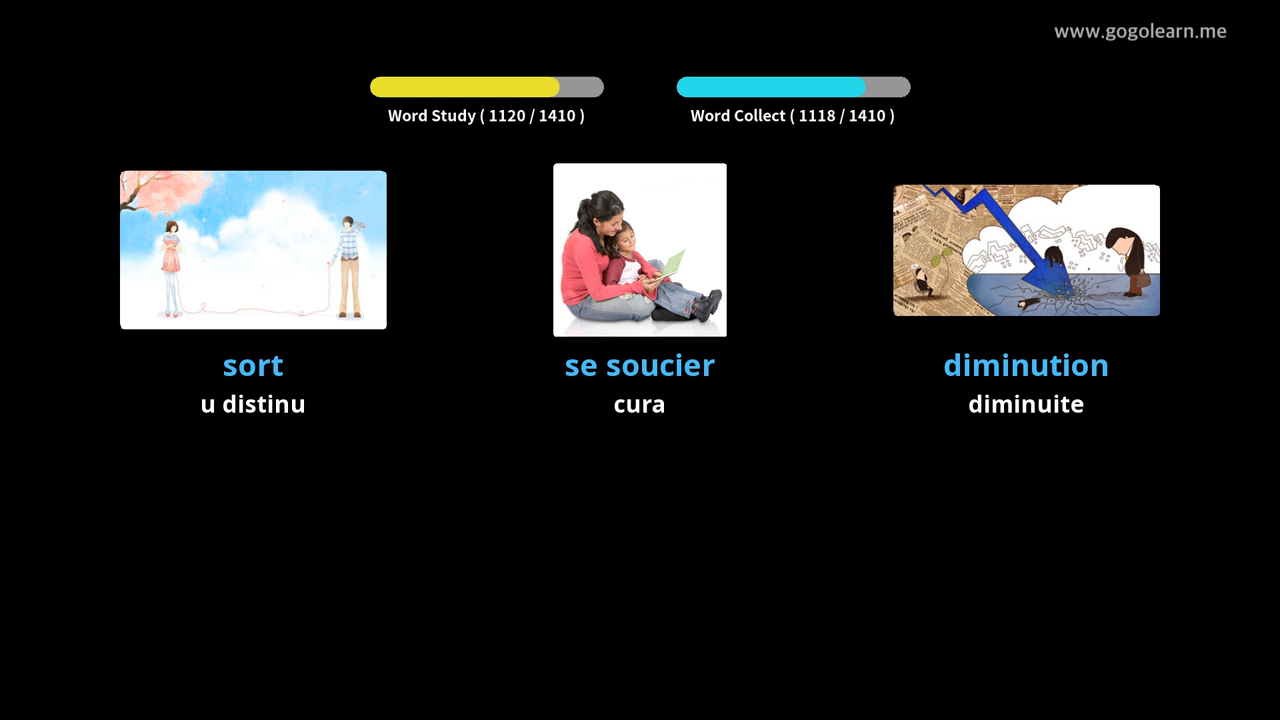 www.gogolearn.me
Word Study ( 1120 / 1410 )
Word Collect ( 1118 / 1410 )
sort
u distinu
se soucier
cura
diminution
diminuite